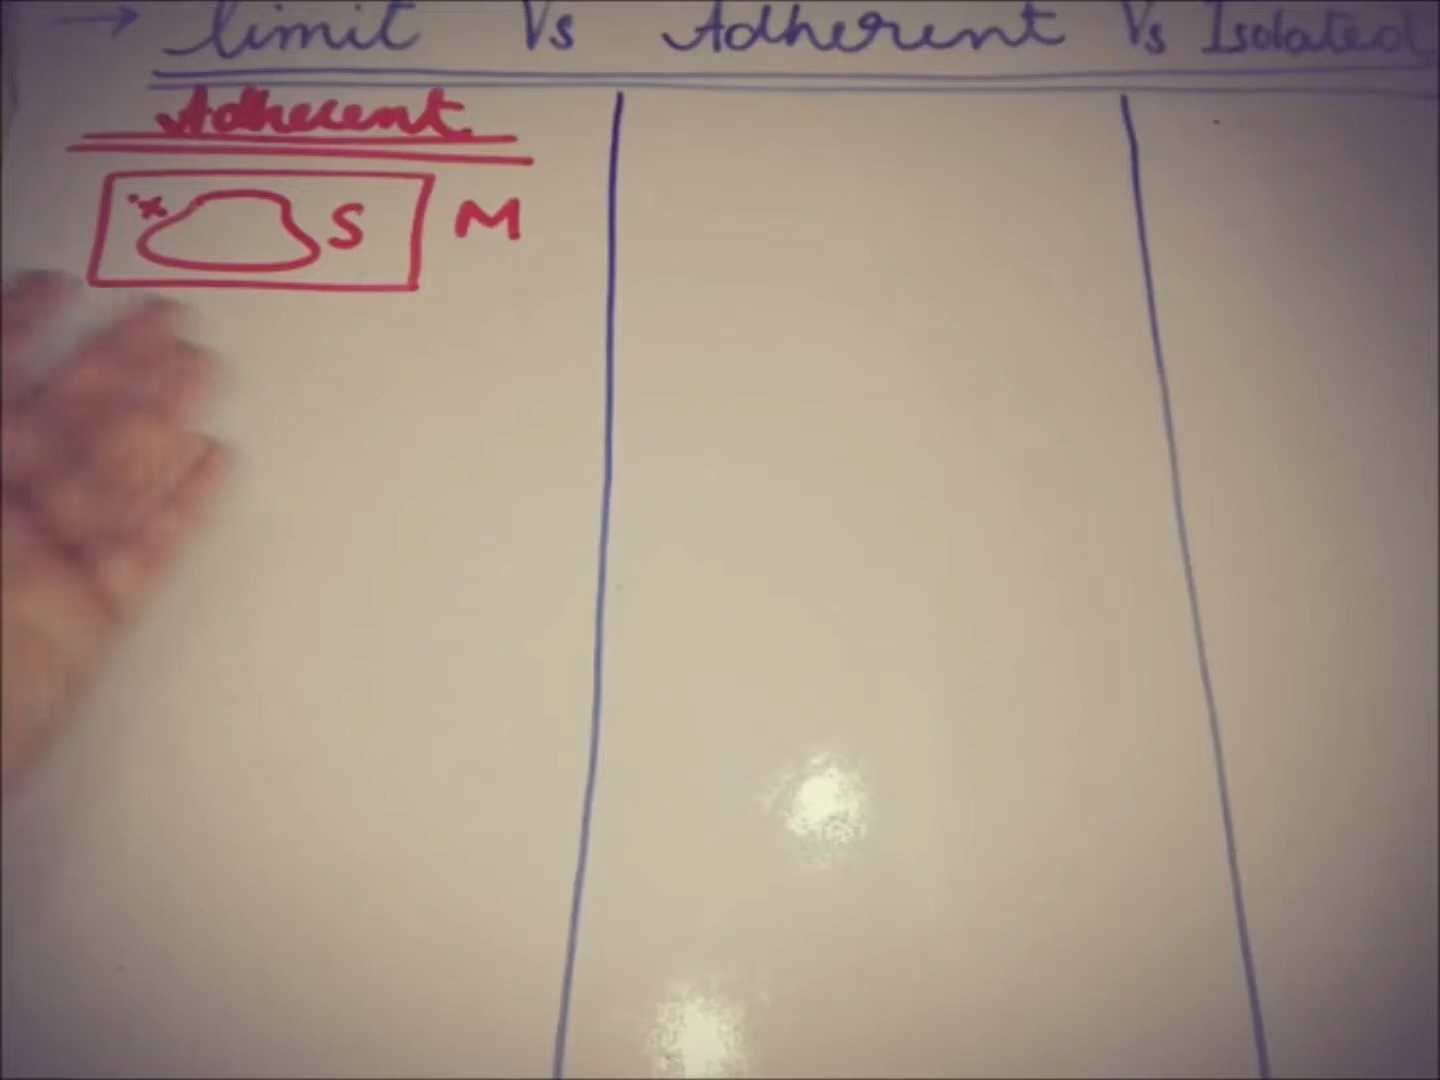 → limit Vs Adherent Vs Isolated
Adherent
x S M